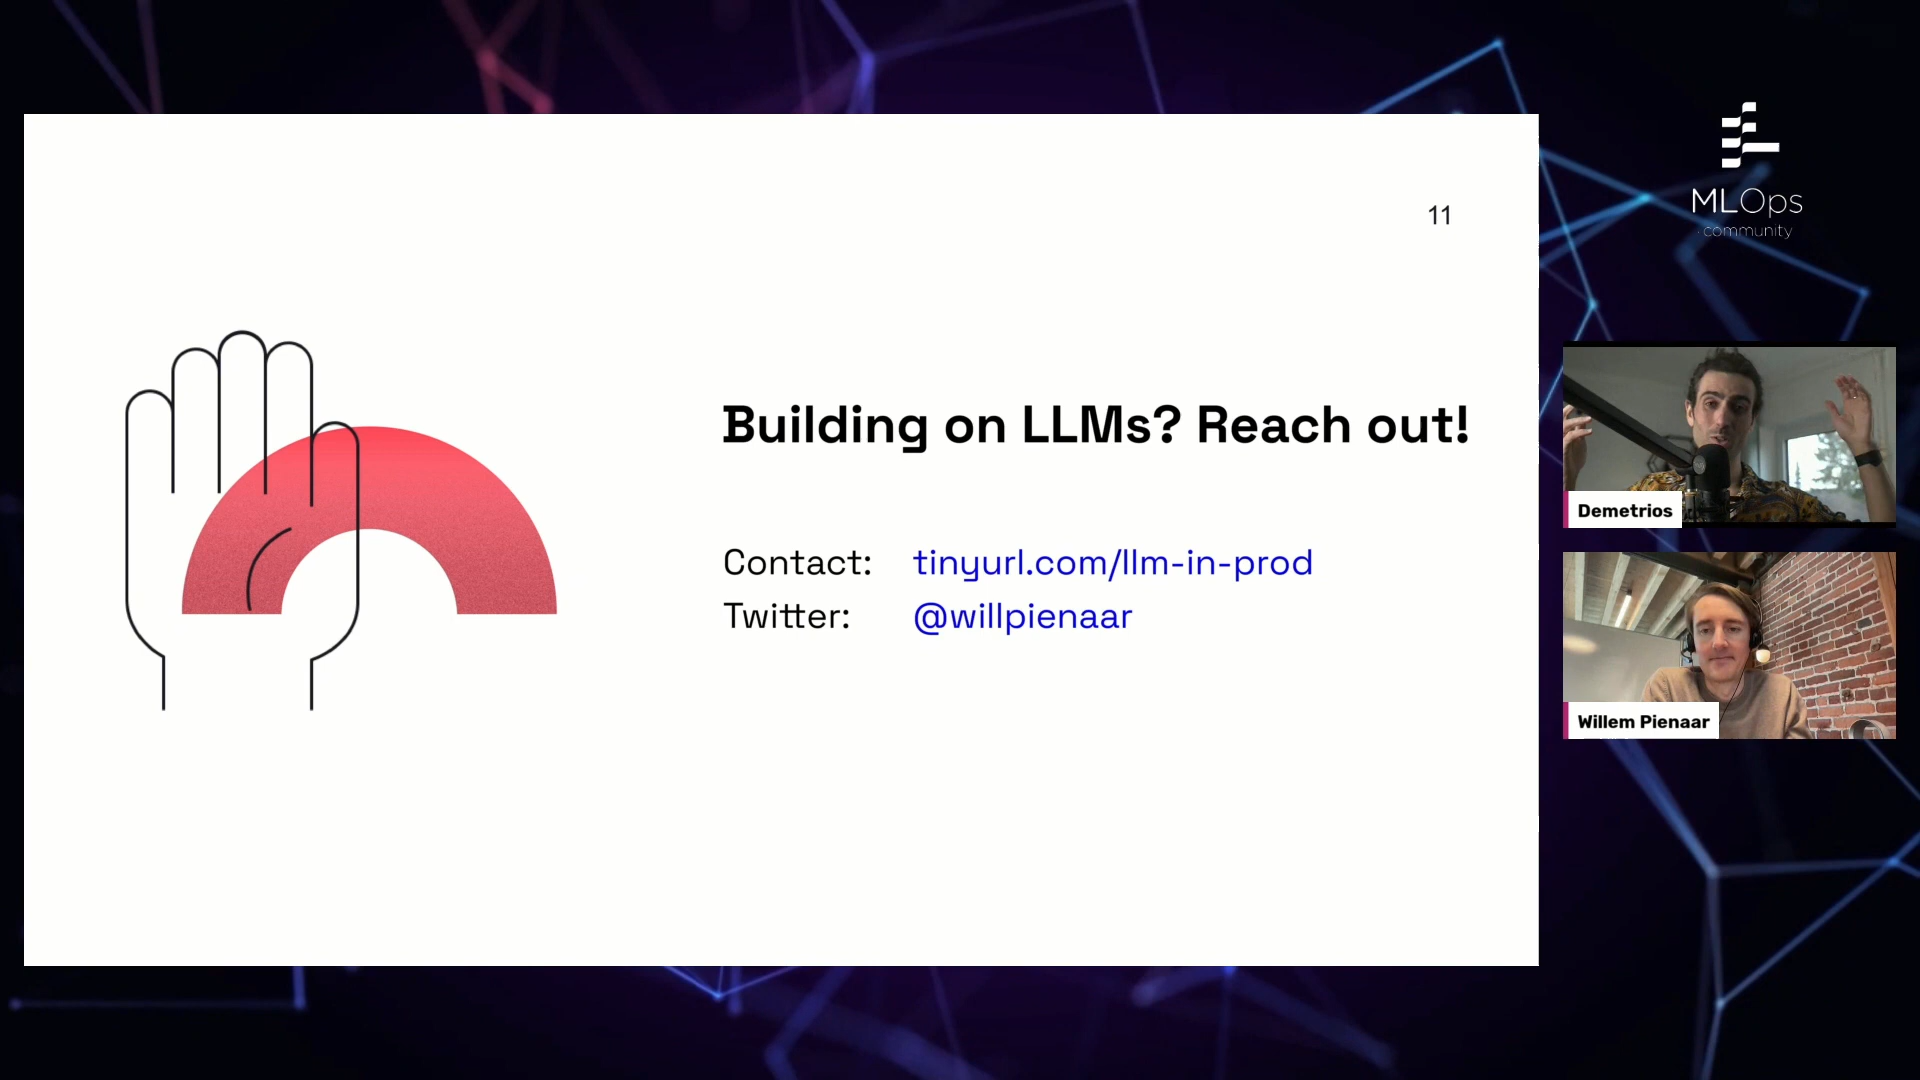 11
Building on LLMs? Reach out!
Contact: tinyurl.com/llm-in-prod
Twitter: @willpienaar
MLOps
community
Demetrios
Willem Pienaar